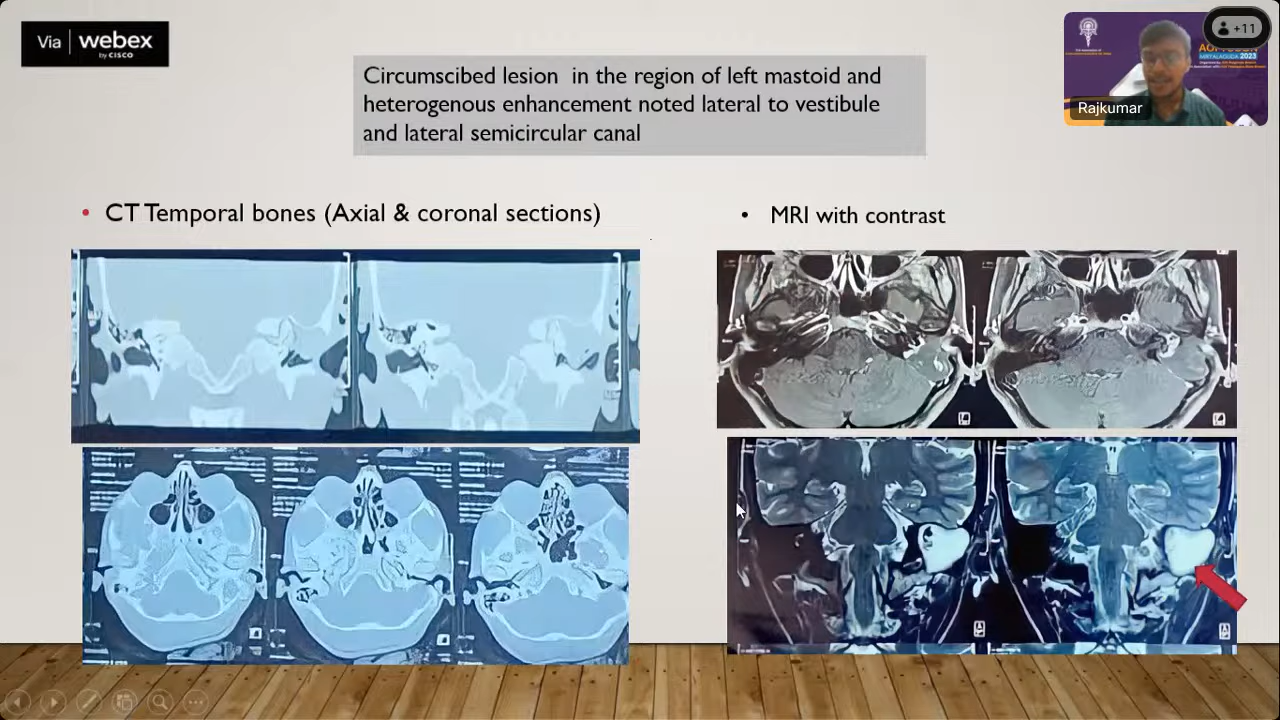 Via webex
by CISCO
+11
2023
Rajkumar
Circumscibed lesion in the region of left mastoid and
heterogenous enhancement noted lateral to vestibule
and lateral semicircular canal
• CT Temporal bones (Axial & coronal sections)
• MRI with contrast